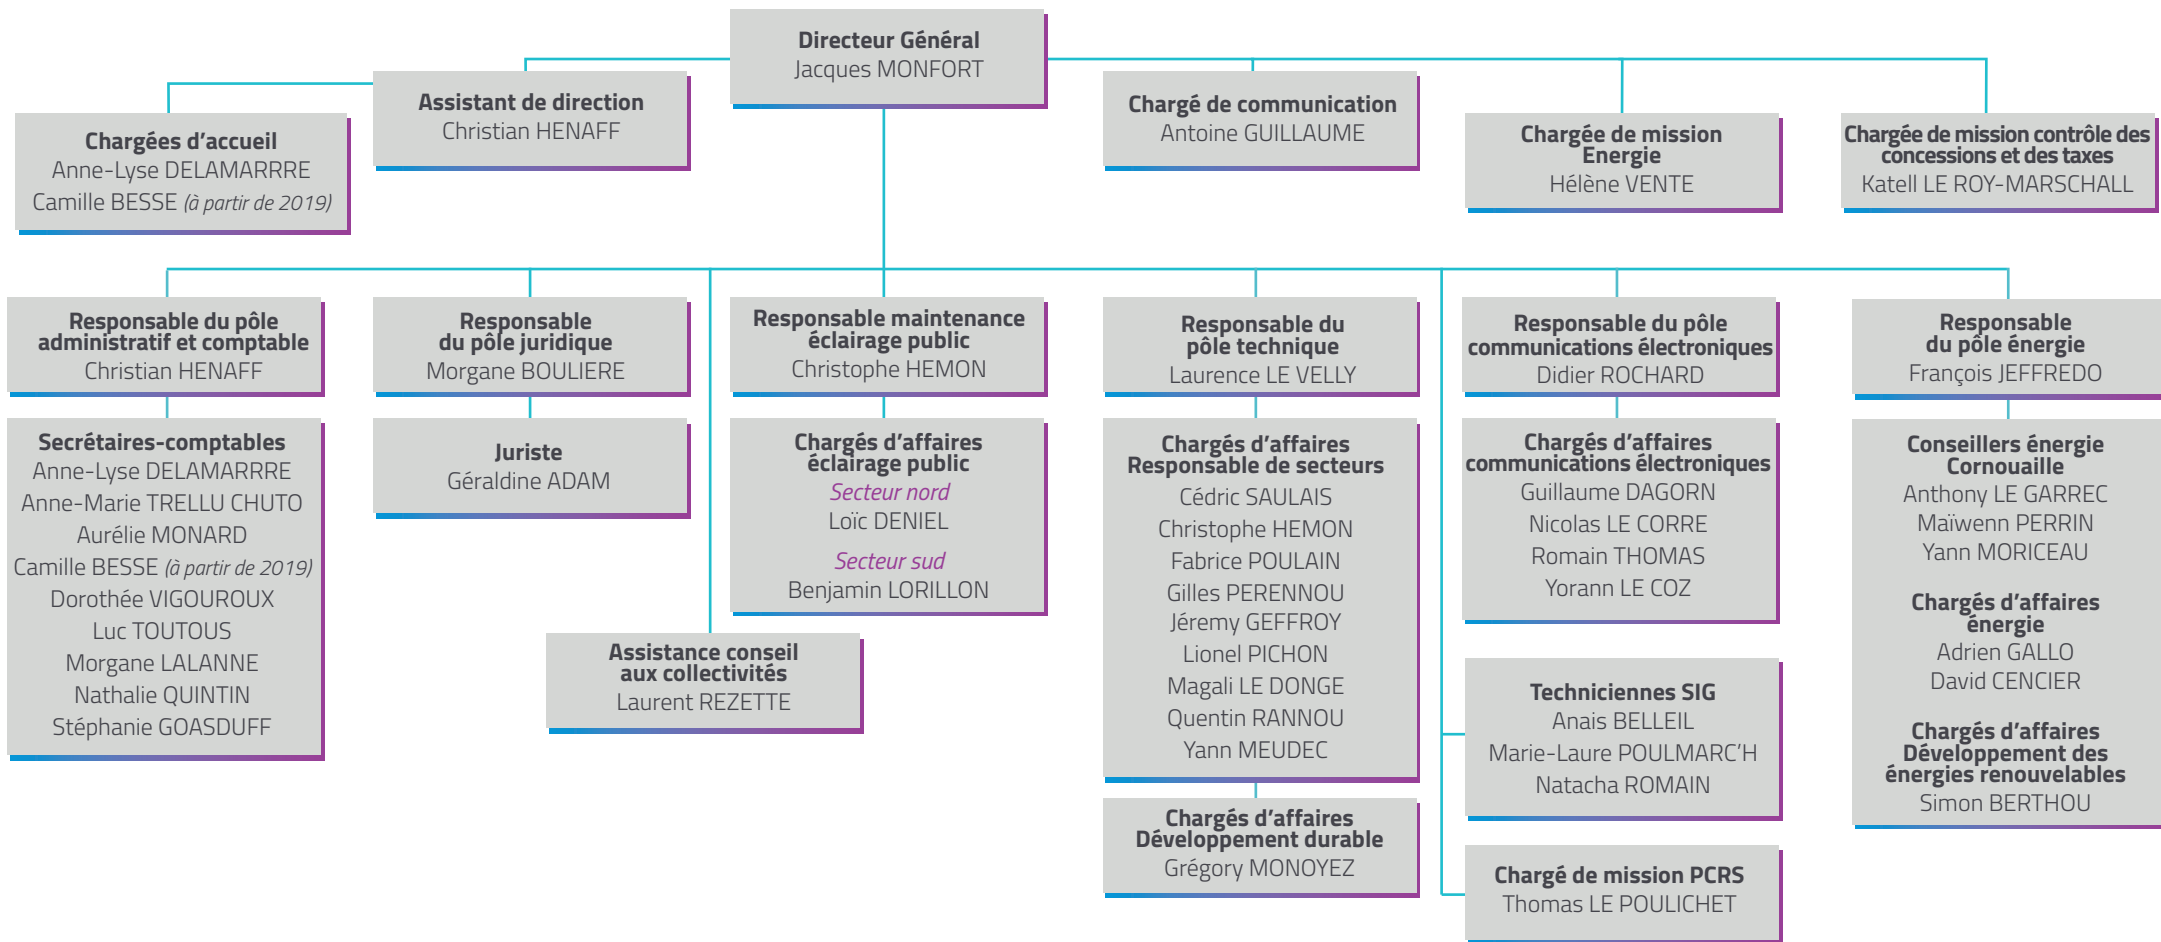 Directeur Général
Jacques MONFORT
Assistant de direction
Christian HENAFF
Chargées d’accueil
Anne-Lyse DELAMARRRE
Camille BESSE (à partir de 2019)
Chargé de communication
Antoine GUILLAUME
Chargée de mission
Energie
Hélène VENTE
Chargée de mission contrôle des
concessions et des taxes
Katell LE ROY-MARSCHALL
Responsable du pôle
administratif et comptable
Christian HENAFF
Secrétaires-comptables
Anne-Lyse DELAMARRRE
Anne-Marie TRELLU CHUTO
Aurélie MONARD
Camille BESSE (à partir de 2019)
Dorothée VIGOUROUX
Luc TOUTOUS
Morgane LALANNE
Nathalie QUINTIN
Stéphanie GOASDUFF
Responsable
du pôle juridique
Morgane BOULIERE
Juriste
Géraldine ADAM
Assistance conseil
aux collectivités
Laurent REZETTE
Responsable maintenance
éclairage public
Christophe HEMON
Chargés d’affaires
éclairage public
Secteur nord
Loïc DENIEL
Secteur sud
Benjamin LORILLON
Responsable du
pôle technique
Laurence LE VELLY
Chargés d’affaires
Responsable de secteurs
Cédric SAULAIS
Christophe HEMON
Fabrice POULAIN
Gilles PERENNOU
Jéremy GEFFROY
Lionel PICHON
Magali LE DONGE
Quentin RANNOU
Yann MEUDEC
Chargés d’affaires
Développement durable
Grégory MONOYEZ
Responsable du pôle
communications électroniques
Didier ROCHARD
Chargés d’affaires
communications électroniques
Guillaume DAGORN
Nicolas LE CORRE
Romain THOMAS
Yorann LE COZ
Techniciennes SIG
Anais BELLEIL
Marie-Laure POULMARC’H
Natacha ROMAIN
Chargé de mission PCRS
Thomas LE POULICHET
Responsable
du pôle énergie
François JEFFREDO
Conseillers énergie
Cornouaille
Anthony LE GARREC
Maïwenn PERRIN
Yann MORICEAU
Chargés d’affaires
énergie
Adrien GALLO
David CENCIER
Chargés d’affaires
Développement des
énergies renouvelables
Simon BERTHOU